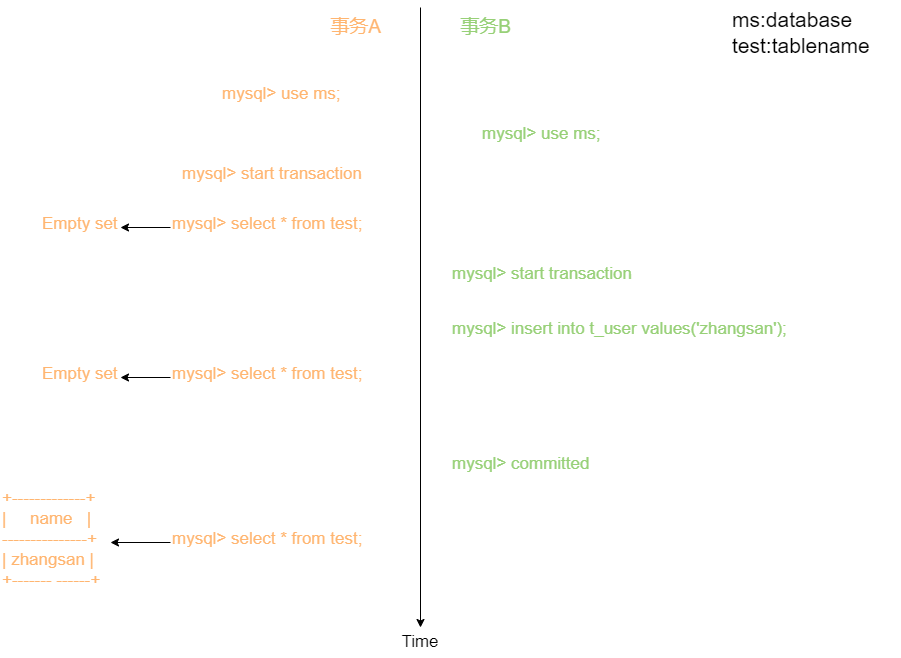 事务A
事务B
ms:database
test:tablename
mysql> use ms;
mysql> use ms;
mysql> start transaction
Empty set
mysql> select * from test;
mysql> start transaction
mysql> insert into t_user values('zhangsan');
Empty set
mysql> select * from test;
mysql> committed
+-------------+
| name |
---------------+
| zhangsan |
+------- ------+
mysql> select * from test;
Time